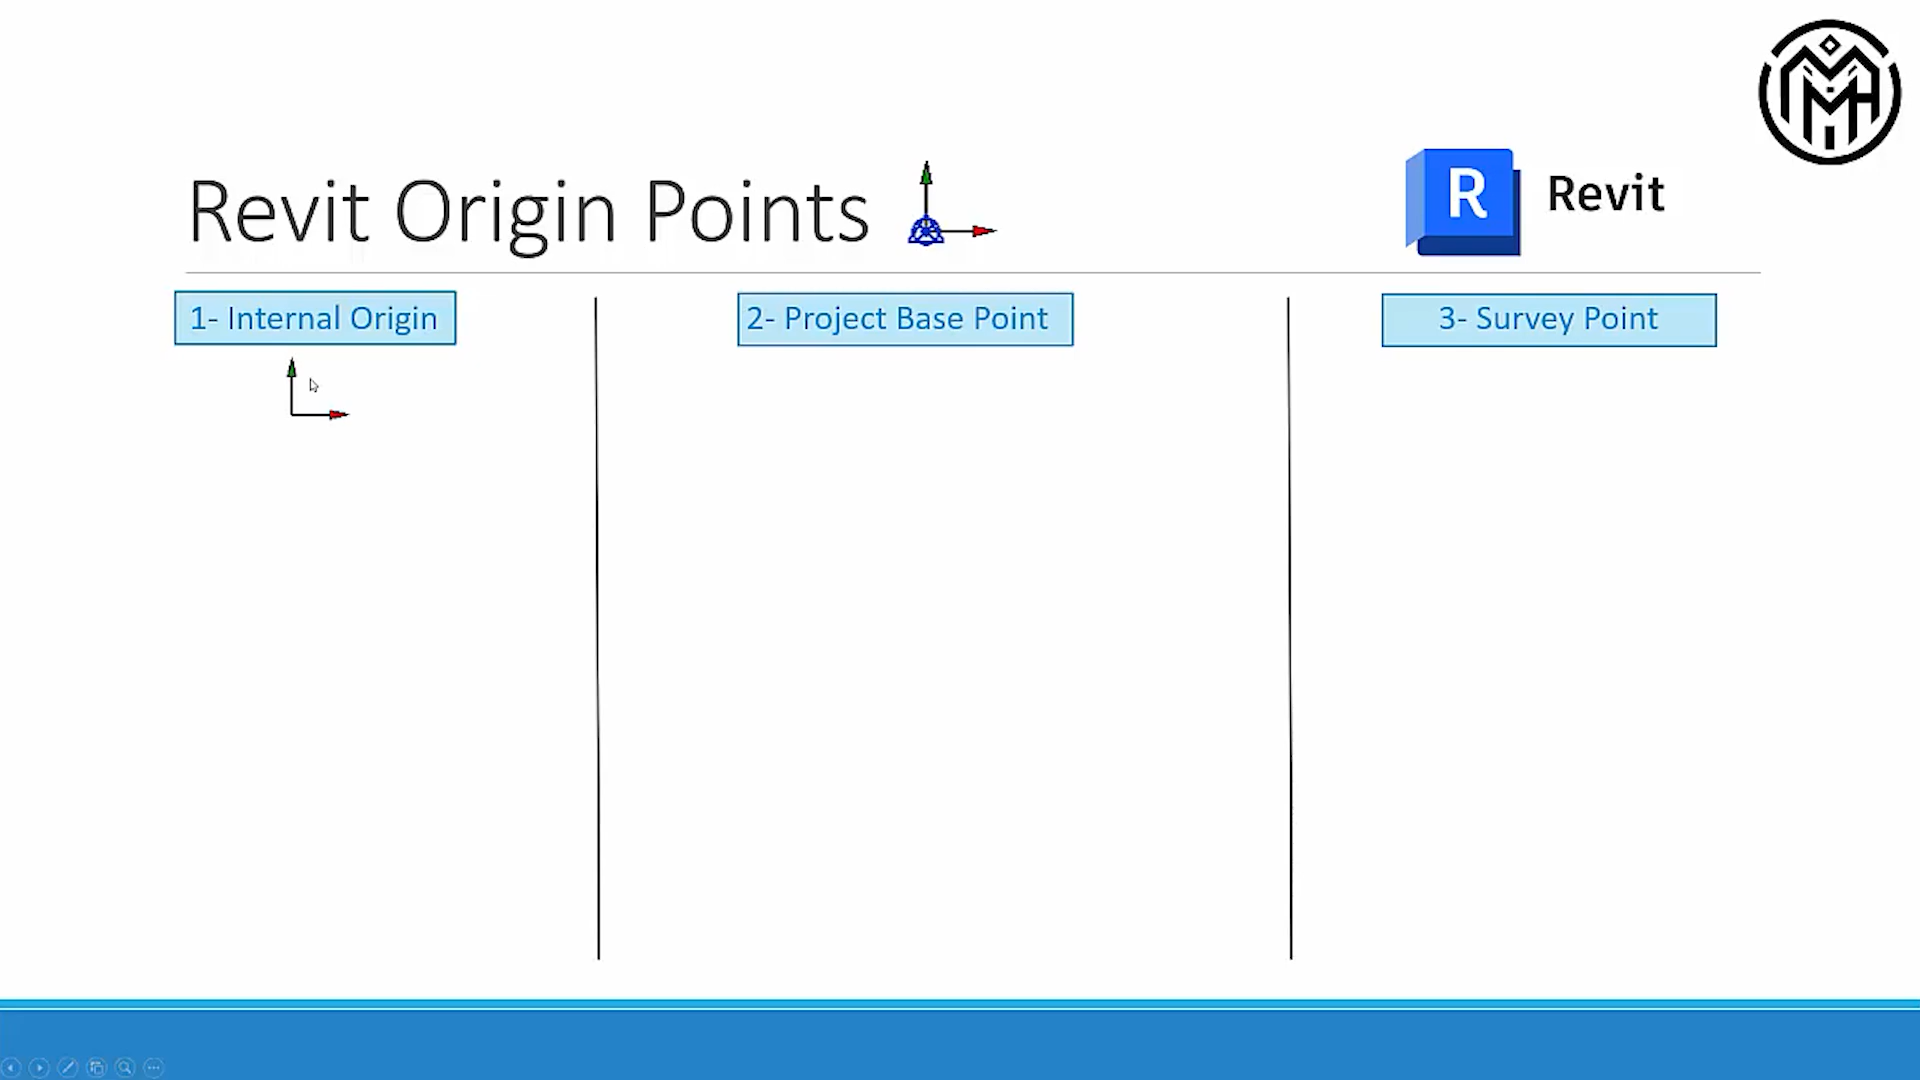 Revit Origin Points
R Revit
1- Internal Origin
2- Project Base Point
3- Survey Point